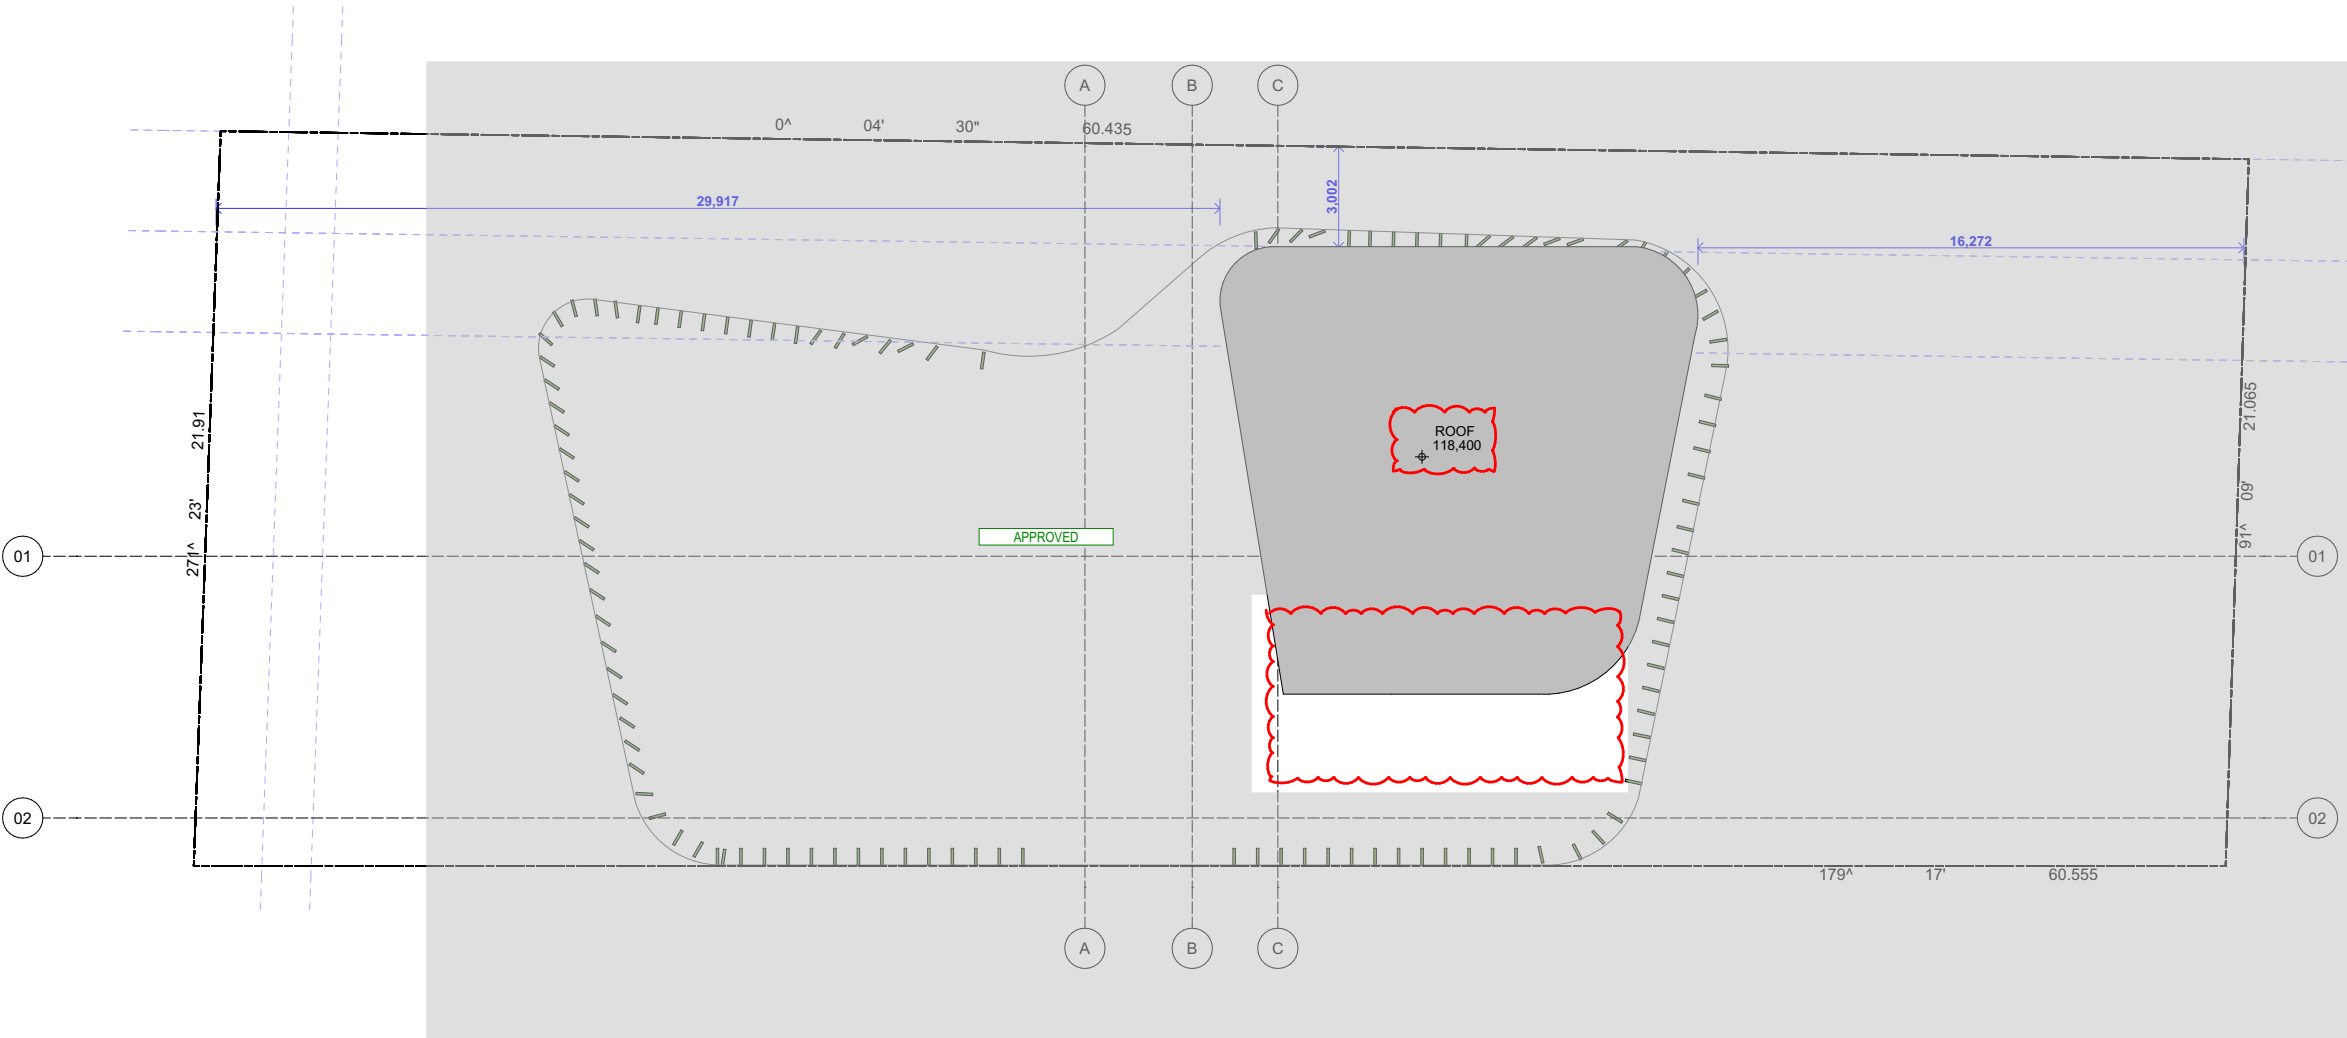 A B C
0^ 04' 30" 60.435
29,917
3,002
16,272
271^ 23' 21.91
91^ 09' 21.065
ROOF
118,400
APPROVED
01 01
02 02
179^ 17' 60.555
A B C